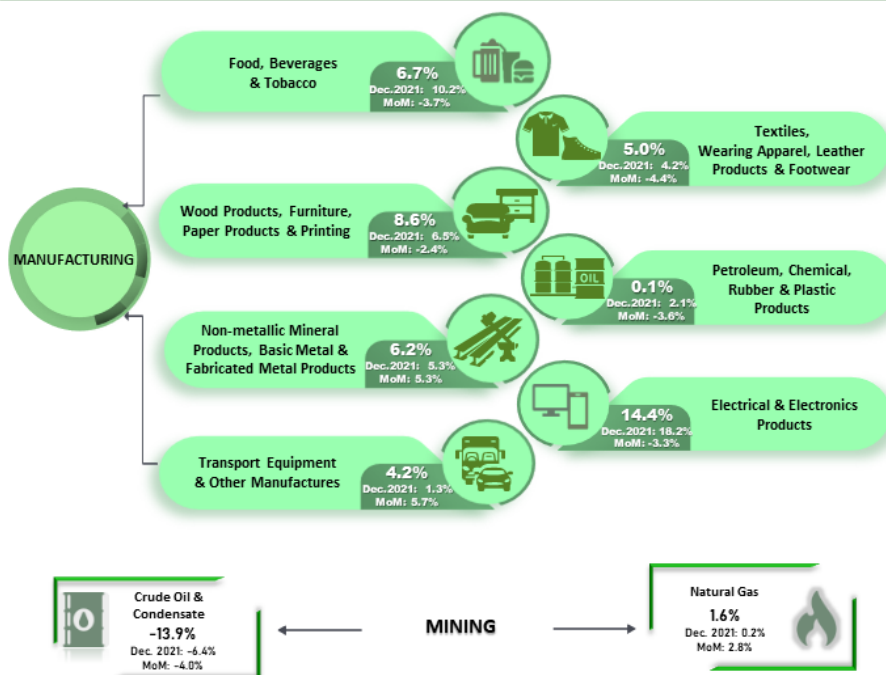 Food, Beverages
& Tobacco
6.7%
Dec.2021: 10.2%
MoM: -3.7%
Textiles,
Wearing Apparel, Leather
Products & Footwear
5.0%
Dec.2021: 4.2%
MoM: -4.4%
Wood Products, Furniture,
Paper Products & Printing
8.6%
Dec.2021: 6.5%
MoM: -2.4%
MANUFACTURING
OIL
Petroleum, Chemical,
Rubber & Plastic
Products
0.1%
Dec.2021: 2.1%
MoM: -3.6%
Non-metallic Mineral
Products, Basic Metal &
Fabricated Metal Products
6.2%
Dec.2021: 5.3%
MoM: 5.3%
Electrical & Electronics
Products
14.4%
Dec.2021: 18.2%
MoM: -3.3%
Transport Equipment
& Other Manufactures
4.2%
Dec.2021: 1.3%
MoM: 5.7%
Crude Oil &
Condensate
-13.9%
Dec. 2021: -6.4%
MoM: -4.0%
MINING
Natural Gas
1.6%
Dec. 2021: 0.2%
MoM: 2.8%